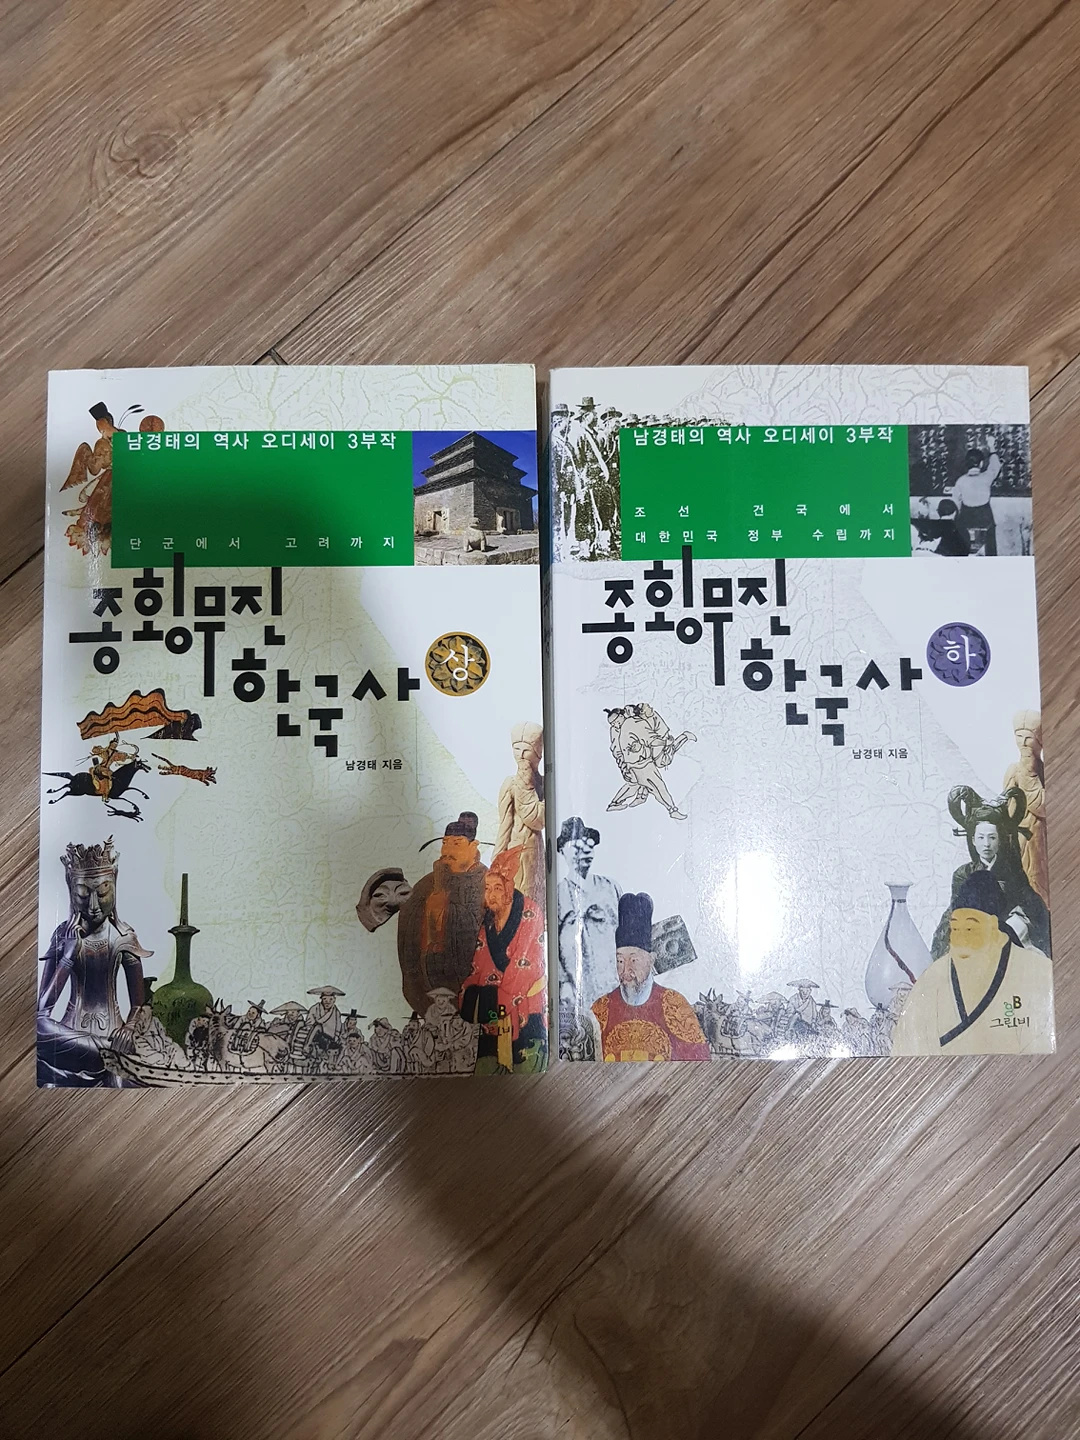 남경태의 역사 오디세이 3부작
단군에서 고려까지
종횡무진
한국사
상
남경태 지음
그린비
남경태의 역사 오디세이 3부작
조선 건국에서
대한민국 정부 수립까지
종횡무진
한국사
하
남경태 지음
그린비